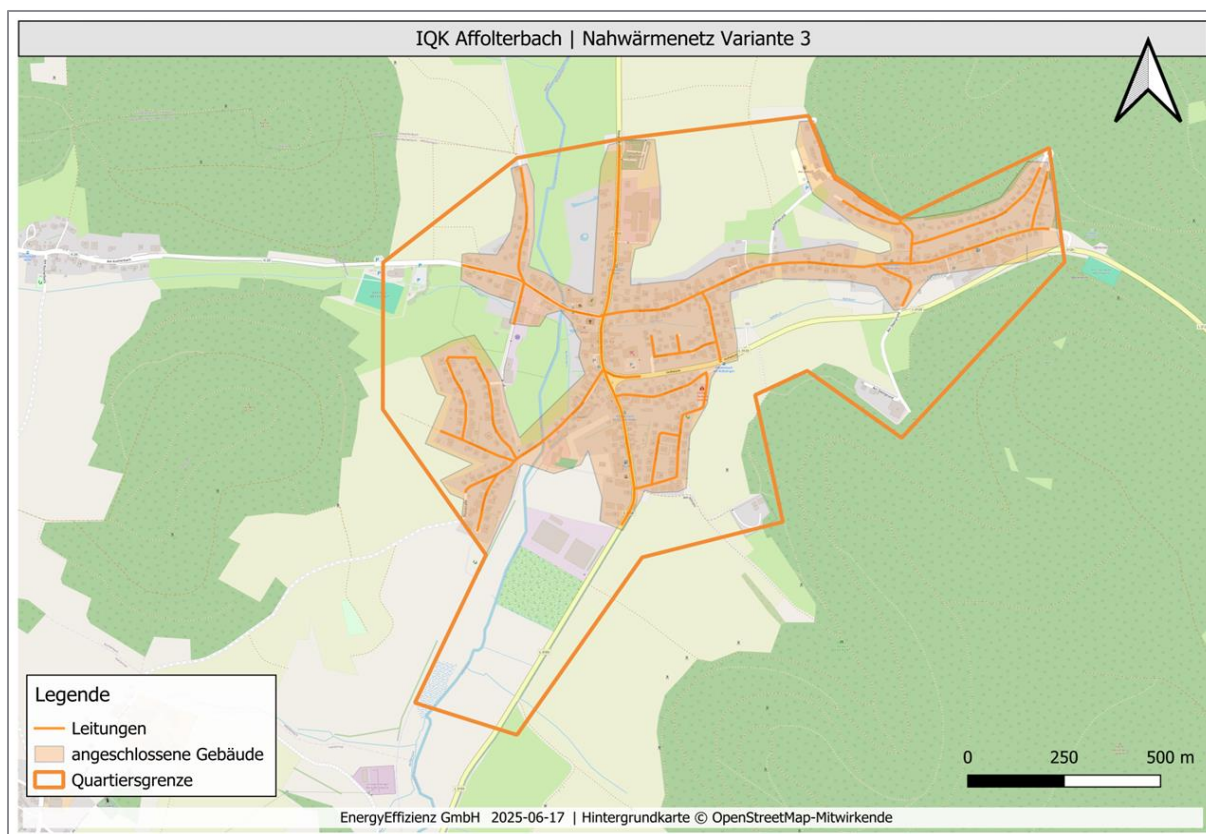 IQK Affolterbach | Nahwärmenetz Variante 3
Legende
Leitungen
angeschlossene Gebäude
Quartiersgrenze
0 250 500 m
EnergyEffizienz GmbH 2025-06-17 | Hintergrundkarte © OpenStreetMap-Mitwirkende